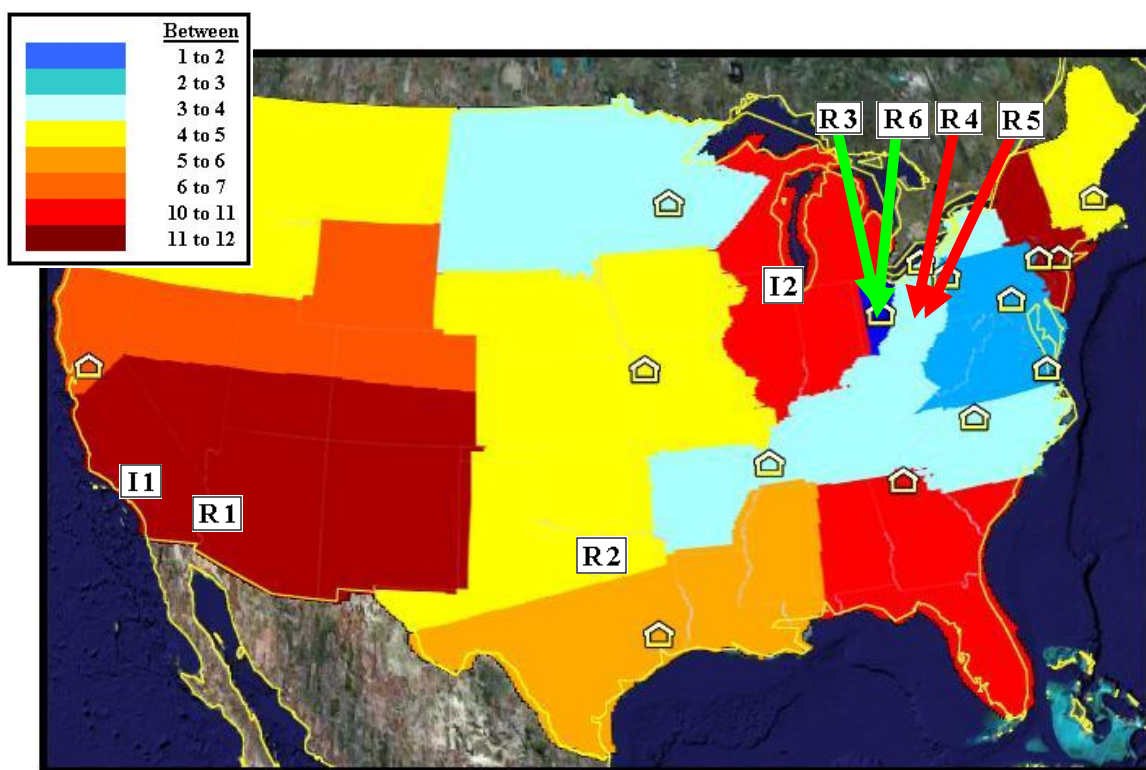 Between
1 to 2
2 to 3
3 to 4
4 to 5
5 to 6
6 to 7
10 to 11
11 to 12
R3 R6 R4 R5
I2
I1
R1
R2